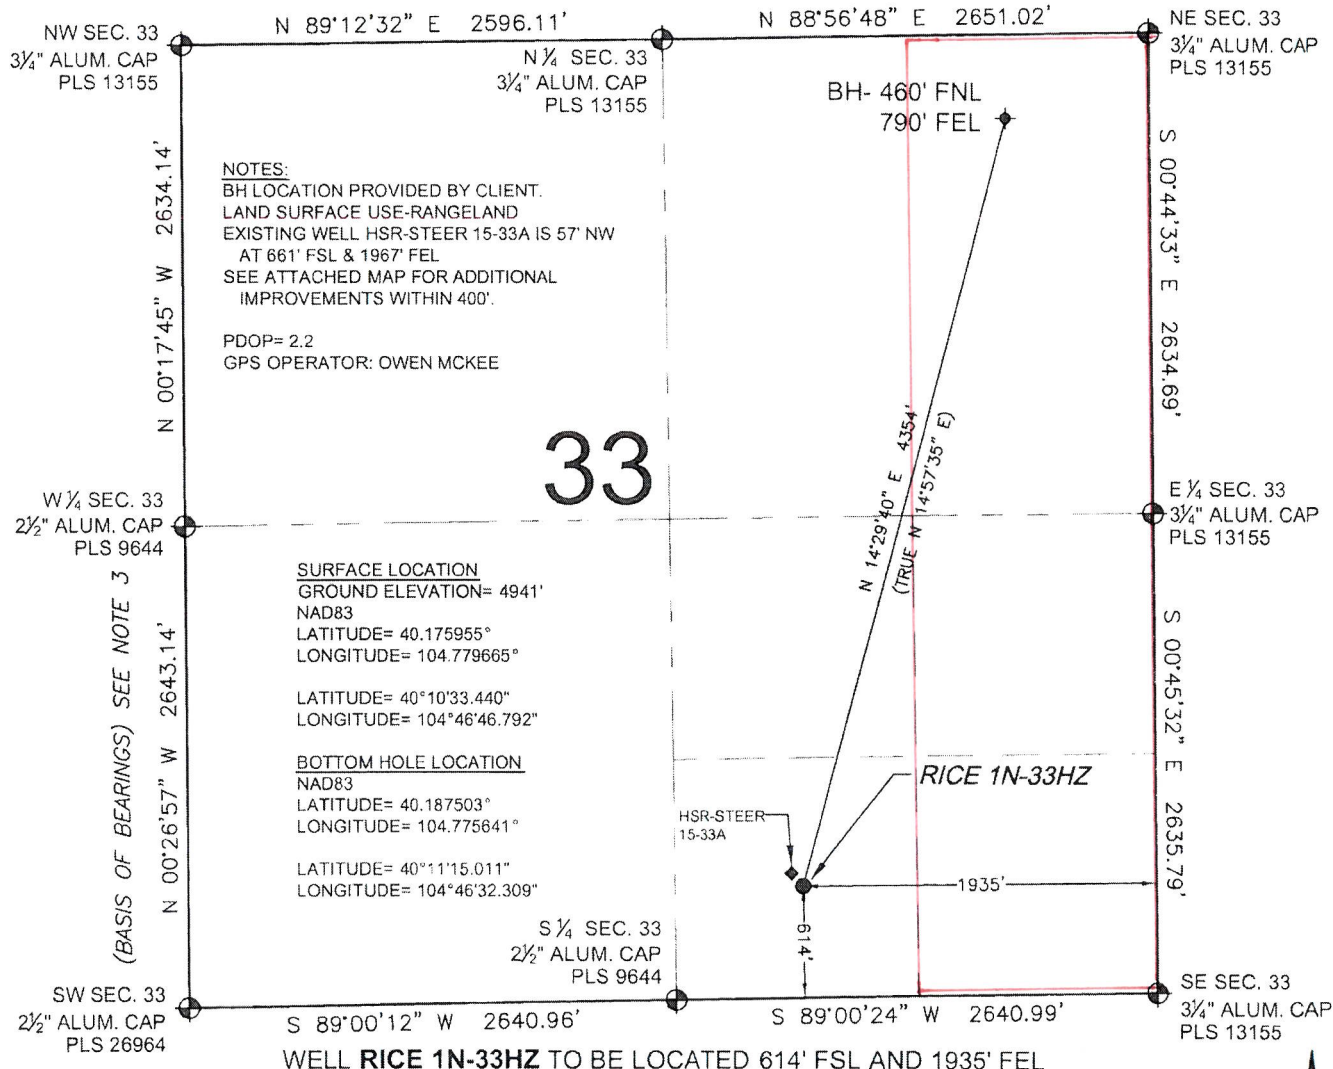 N 89°12'32" E 2596.11'
N 88°56'48" E 2651.02'
NW SEC. 33
3¼" ALUM. CAP
PLS 13155
N ¼ SEC. 33
3¼" ALUM. CAP
PLS 13155
NE SEC. 33
3¼" ALUM. CAP
PLS 13155
BH- 460' FNL
790' FEL
N 00°17'45" W 2634.14'
S 00°44'33" E 2634.69'
NOTES:
BH LOCATION PROVIDED BY CLIENT.
LAND SURFACE USE-RANGELAND
EXISTING WELL HSR-STEER 15-33A IS 57' NW
AT 661' FSL & 1967' FEL
SEE ATTACHED MAP FOR ADDITIONAL
IMPROVEMENTS WITHIN 400'.
PDOP= 2.2
GPS OPERATOR: OWEN MCKEE
33
N 14°29'40" E 4354'
(TRUE N 14°57'35" E)
W ¼ SEC. 33
2½" ALUM. CAP
PLS 9644
E ¼ SEC. 33
3¼" ALUM. CAP
PLS 13155
(BASIS OF BEARINGS) SEE NOTE 3
N 00°26'57" W 2643.14'
S 00°45'32" E 2635.79'
SURFACE LOCATION
GROUND ELEVATION= 4941'
NAD83
LATITUDE= 40.175955°
LONGITUDE= 104.779665°
LATITUDE= 40°10'33.440"
LONGITUDE= 104°46'46.792"
BOTTOM HOLE LOCATION
NAD83
LATITUDE= 40.187503°
LONGITUDE= 104.775641°
LATITUDE= 40°11'15.011"
LONGITUDE= 104°46'32.309"
RICE 1N-33HZ
HSR-STEER
15-33A
1935'
614'
S ¼ SEC. 33
2½" ALUM. CAP
PLS 9644
SW SEC. 33
2½" ALUM. CAP
PLS 26964
SE SEC. 33
3¼" ALUM. CAP
PLS 13155
S 89°00'12" W 2640.96'
S 89°00'24" W 2640.99'
WELL RICE 1N-33HZ TO BE LOCATED 614' FSL AND 1935' FEL